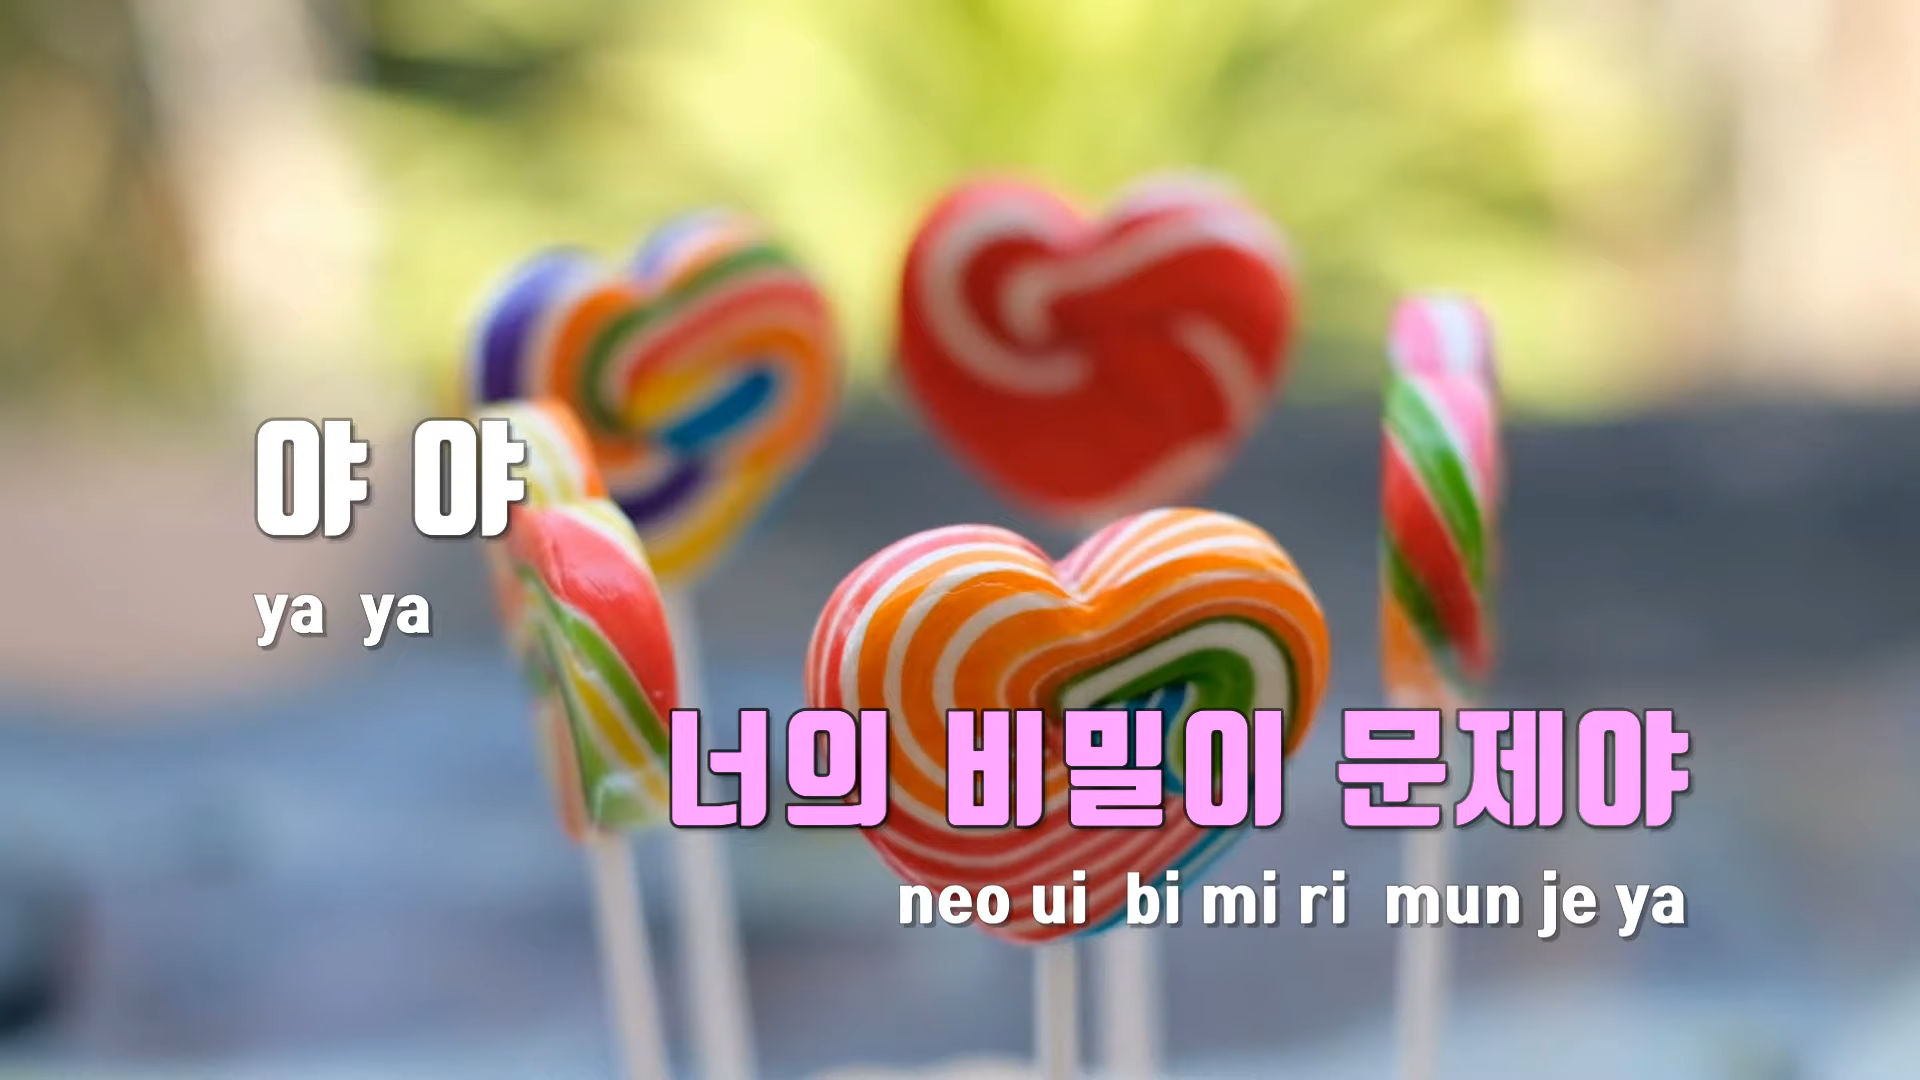 야 야
ya ya
너의 비밀이 문제야
neo ui bi mi ri mun je ya